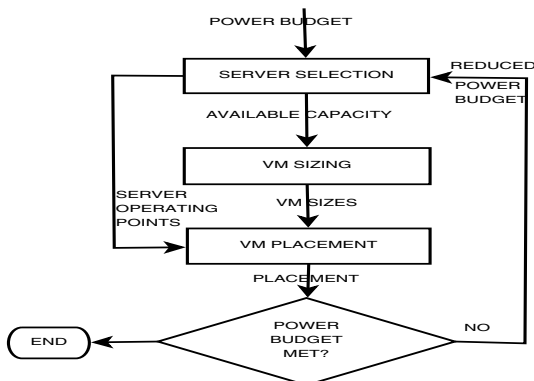 POWER BUDGET
SERVER SELECTION
REDUCED
POWER
BUDGET
AVAILABLE CAPACITY
VM SIZING
SERVER
OPERATING
POINTS
VM SIZES
VM PLACEMENT
PLACEMENT
POWER
BUDGET
MET?
NO
END